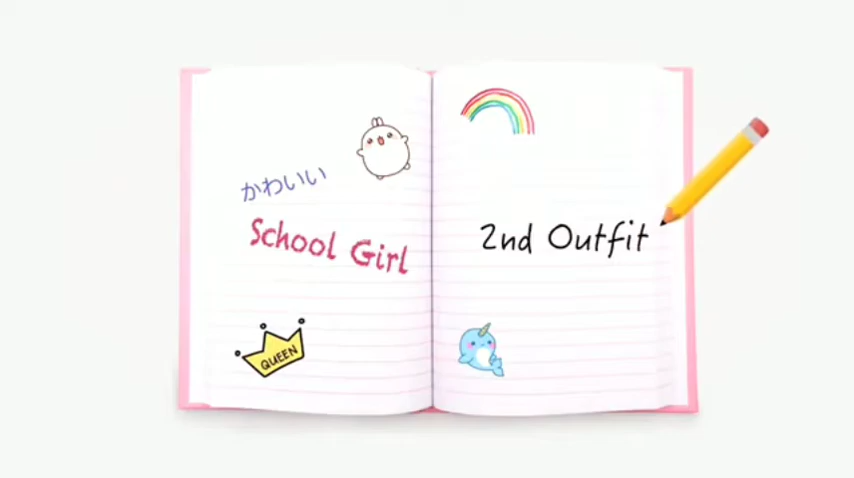 かわいい
School Girl
QUEEN
2nd Outfit